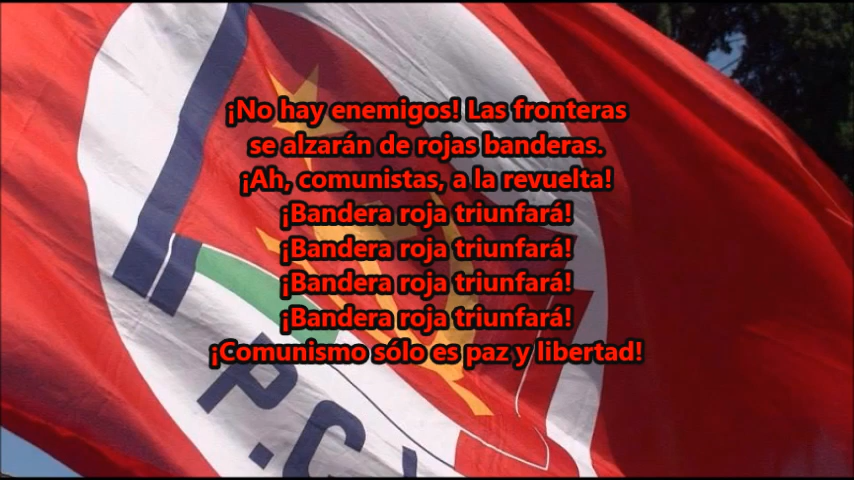 ¡No hay enemigos! Las fronteras
se alzarán de rojas banderas.
¡Ah, comunistas, a la revuelta!
¡Bandera roja triunfará!
¡Bandera roja triunfará!
¡Bandera roja triunfará!
¡Bandera roja triunfará!
¡Comunismo sólo es paz y libertad!
P.C.